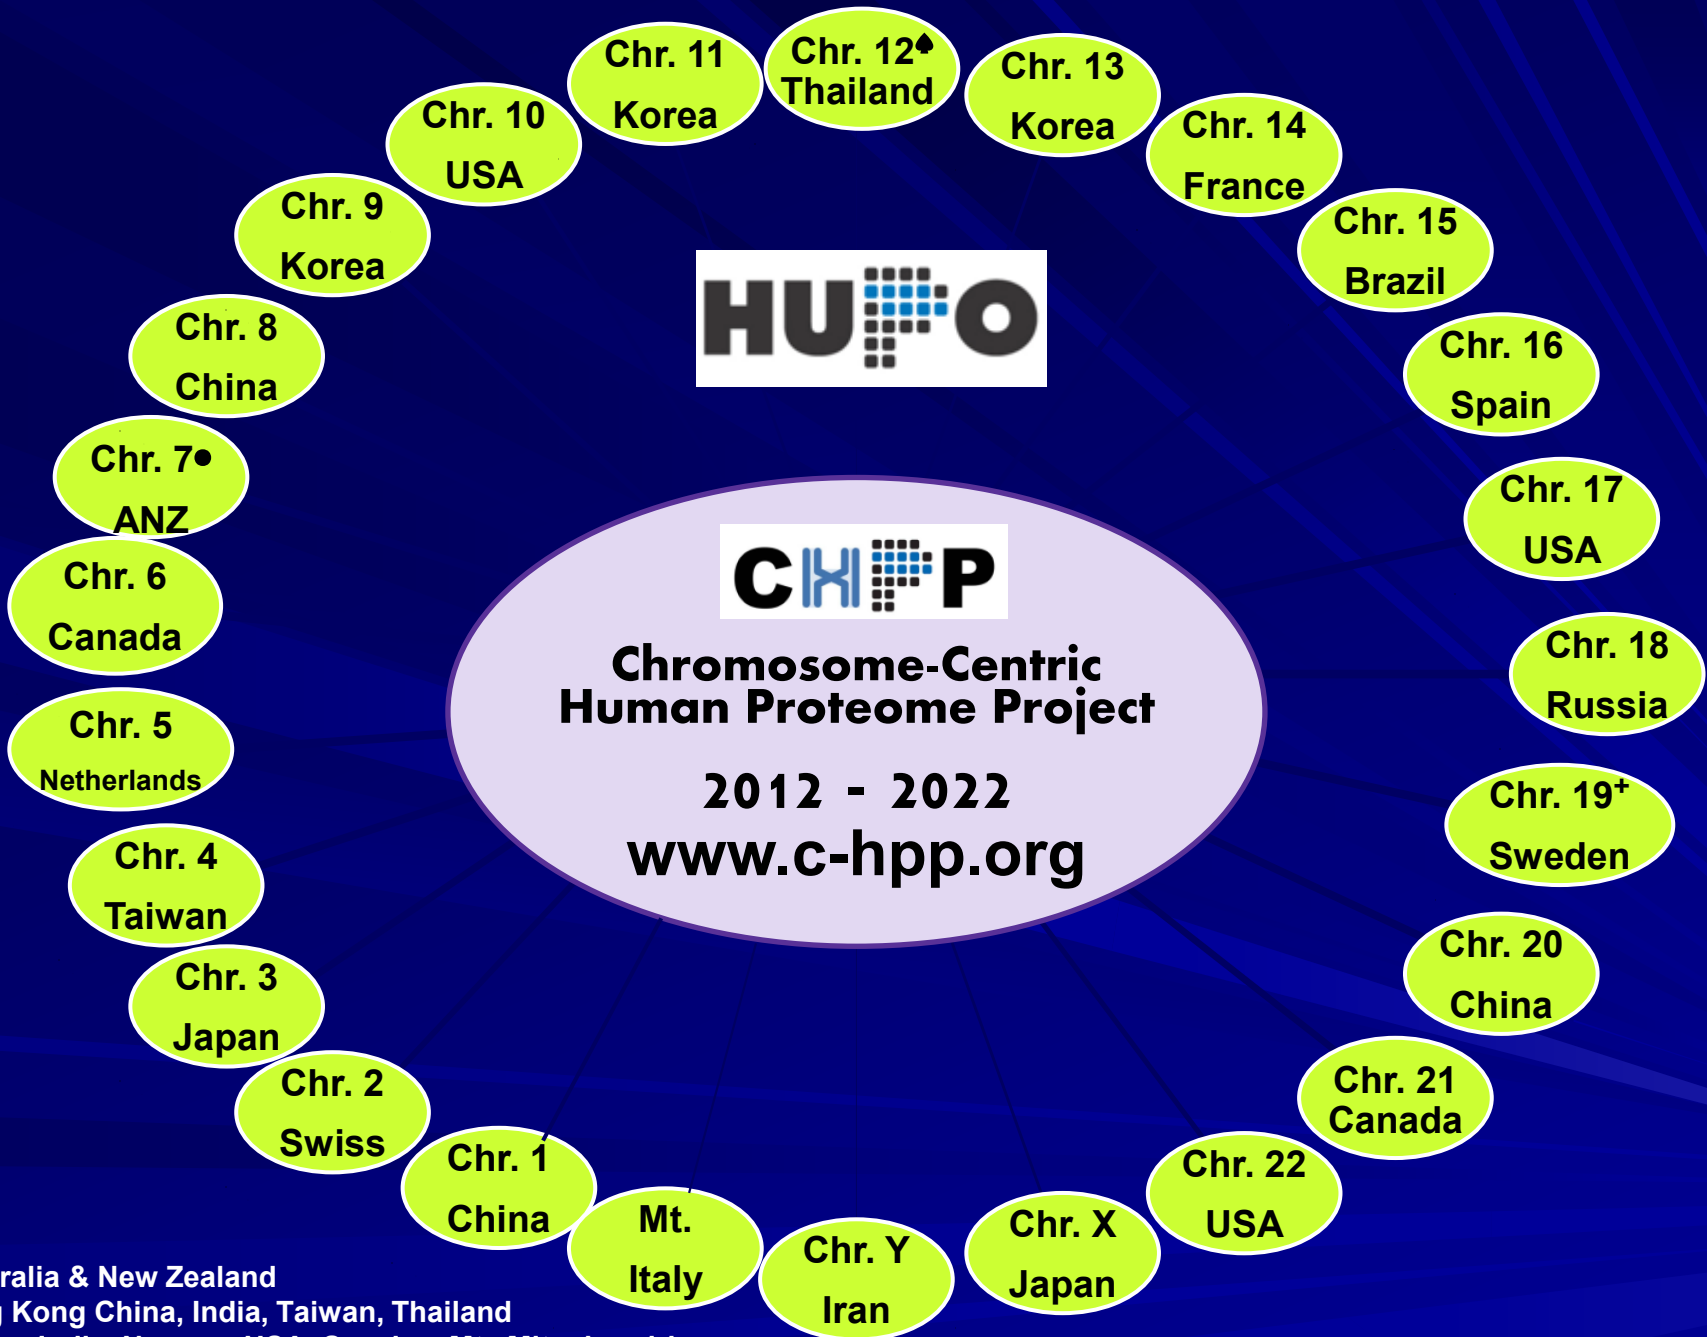 Chr. 11
Korea
Chr. 12♠
Thailand
Chr. 13
Korea
Chr. 10
USA
Chr. 14
France
Chr. 9
Korea
Chr. 15
Brazil
HUPO
Chr. 8
China
Chr. 16
Spain
Chr. 7●
ANZ
Chr. 17
USA
CHPP
Chr. 6
Canada
Chromosome-Centric
Human Proteome Project
2012 - 2022
www.c-hpp.org
Chr. 18
Russia
Chr. 5
Netherlands
Chr. 19+
Sweden
Chr. 4
Taiwan
Chr. 20
China
Chr. 3
Japan
Chr. 21
Canada
Chr. 2
Swiss
Chr. 22
USA
Chr. 1
China
Mt.
Italy
Chr. Y
Iran
Chr. X
Japan
ralia & New Zealand
g Kong China, India, Taiwan, Thailand